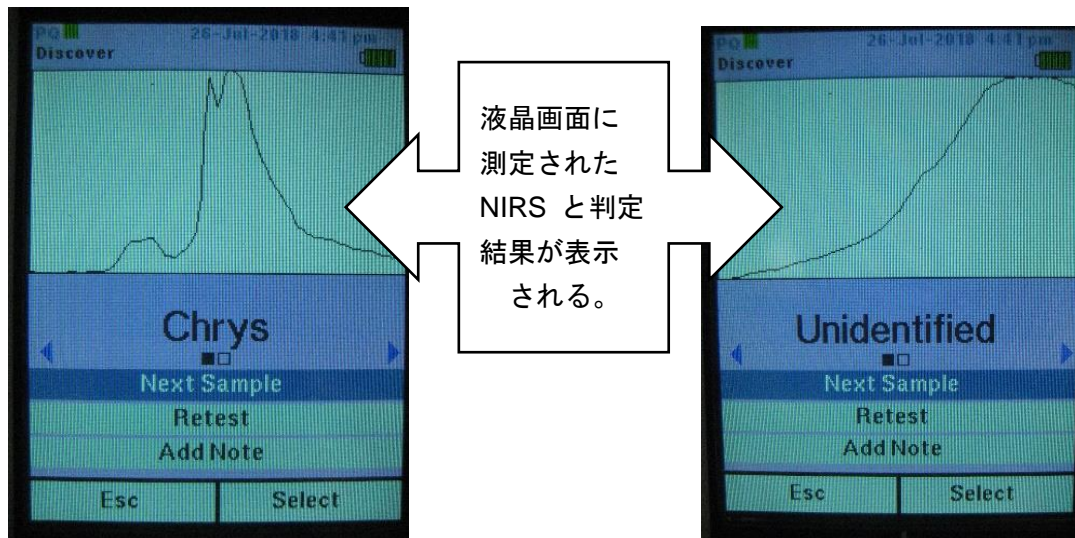 PQ 26-Jul-2018 4:41 pm
Discover
Chrys
Next Sample
Retest
Add Note
Esc Select
液晶画面に
測定された
NIRS と判定
結果が表示
される。
PQ 26-Jul-2018 4:41 pm
Discover
Unidentified
Next Sample
Retest
Add Note
Esc Select